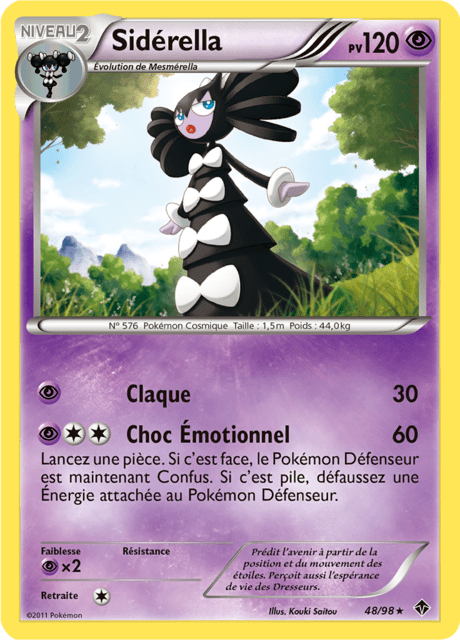 NIVEAU2
Sidérella
PV120
Évolution de Mesmérella
N° 576 Pokémon Cosmique Taille : 1,5m Poids : 44,0kg
Claque 30
Choc Émotionnel 60
Lancez une pièce. Si c'est face, le Pokémon Défenseur
est maintenant Confus. Si c'est pile, défaussez une
Énergie attachée au Pokémon Défenseur.
Faiblesse
×2
Résistance
Retraite
Prédit l'avenir à partir de la
position et du mouvement des
étoiles. Perçoit aussi l'espérance
de vie des Dresseurs.
©2011 Pokémon
Illus. Kouki Saitou
48/98 ★